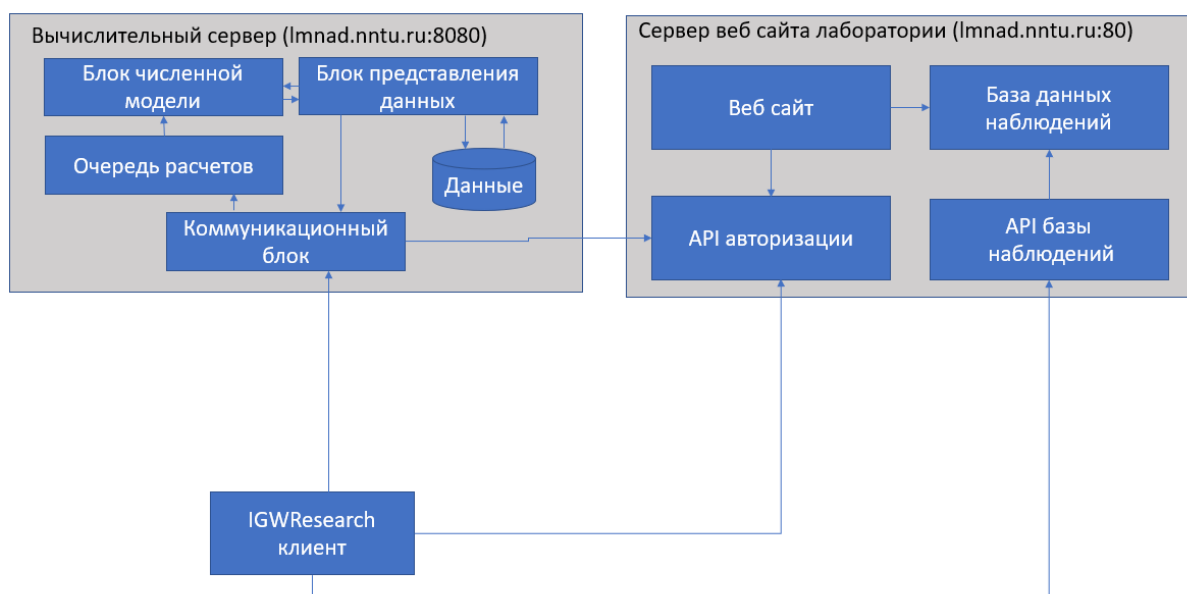 Вычислительный сервер (lmnad.nntu.ru:8080)
Блок численной
модели
Блок представления
данных
Очередь расчетов
Данные
Коммуникационный
блок
Сервер веб сайта лаборатории (lmnad.nntu.ru:80)
Веб сайт
База данных
наблюдений
API авторизации
API базы
наблюдений
IGWResearch
клиент